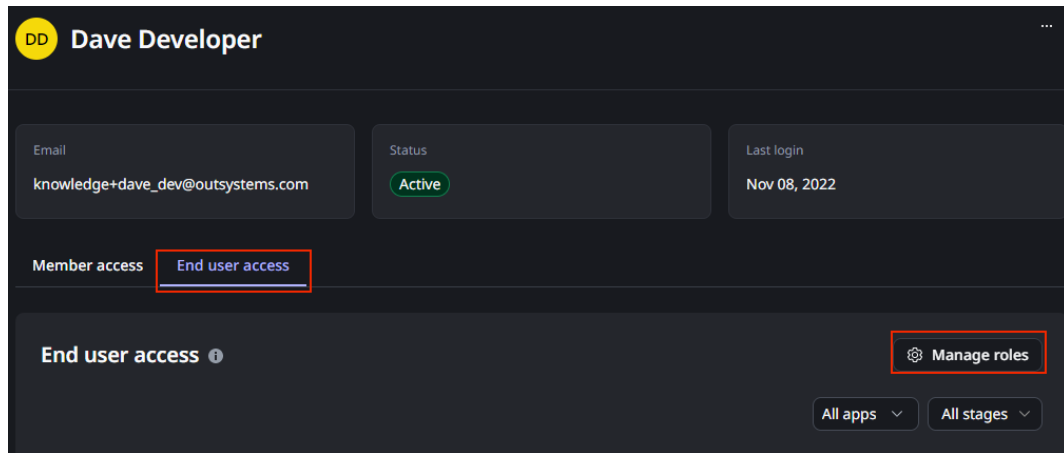 DD Dave Developer
...
Email Status Last login
knowledge+dave_dev@outsystems.com Active Nov 08, 2022
Member access End user access
End user access Manage roles
All apps All stages